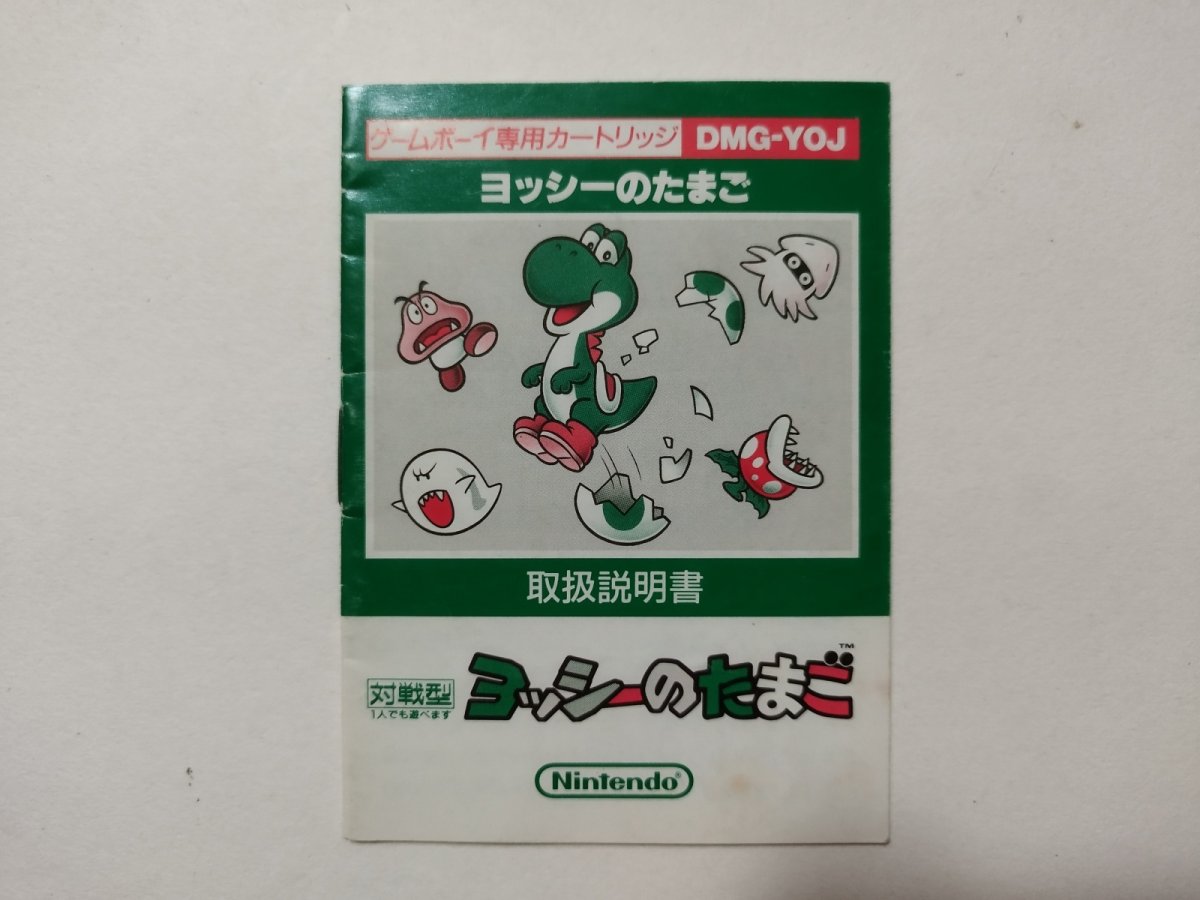 ゲームボーイ専用カートリッジ DMG-YOJ
ヨッシーのたまご
取扱説明書
対戦型 ヨッシーのたまご™
1人でも遊べます
Nintendo®